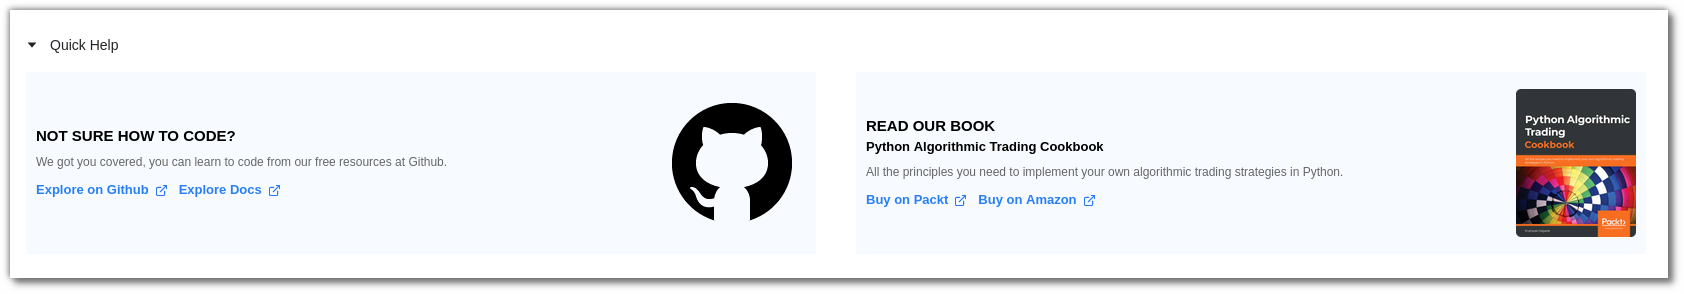 Quick Help
NOT SURE HOW TO CODE?
We got you covered, you can learn to code from our free resources at Github.
Explore on Github Explore Docs
READ OUR BOOK
Python Algorithmic Trading Cookbook
All the principles you need to implement your own algorithmic trading strategies in Python.
Buy on Packt Buy on Amazon
Python Algorithmic
Trading
Cookbook
Packt>